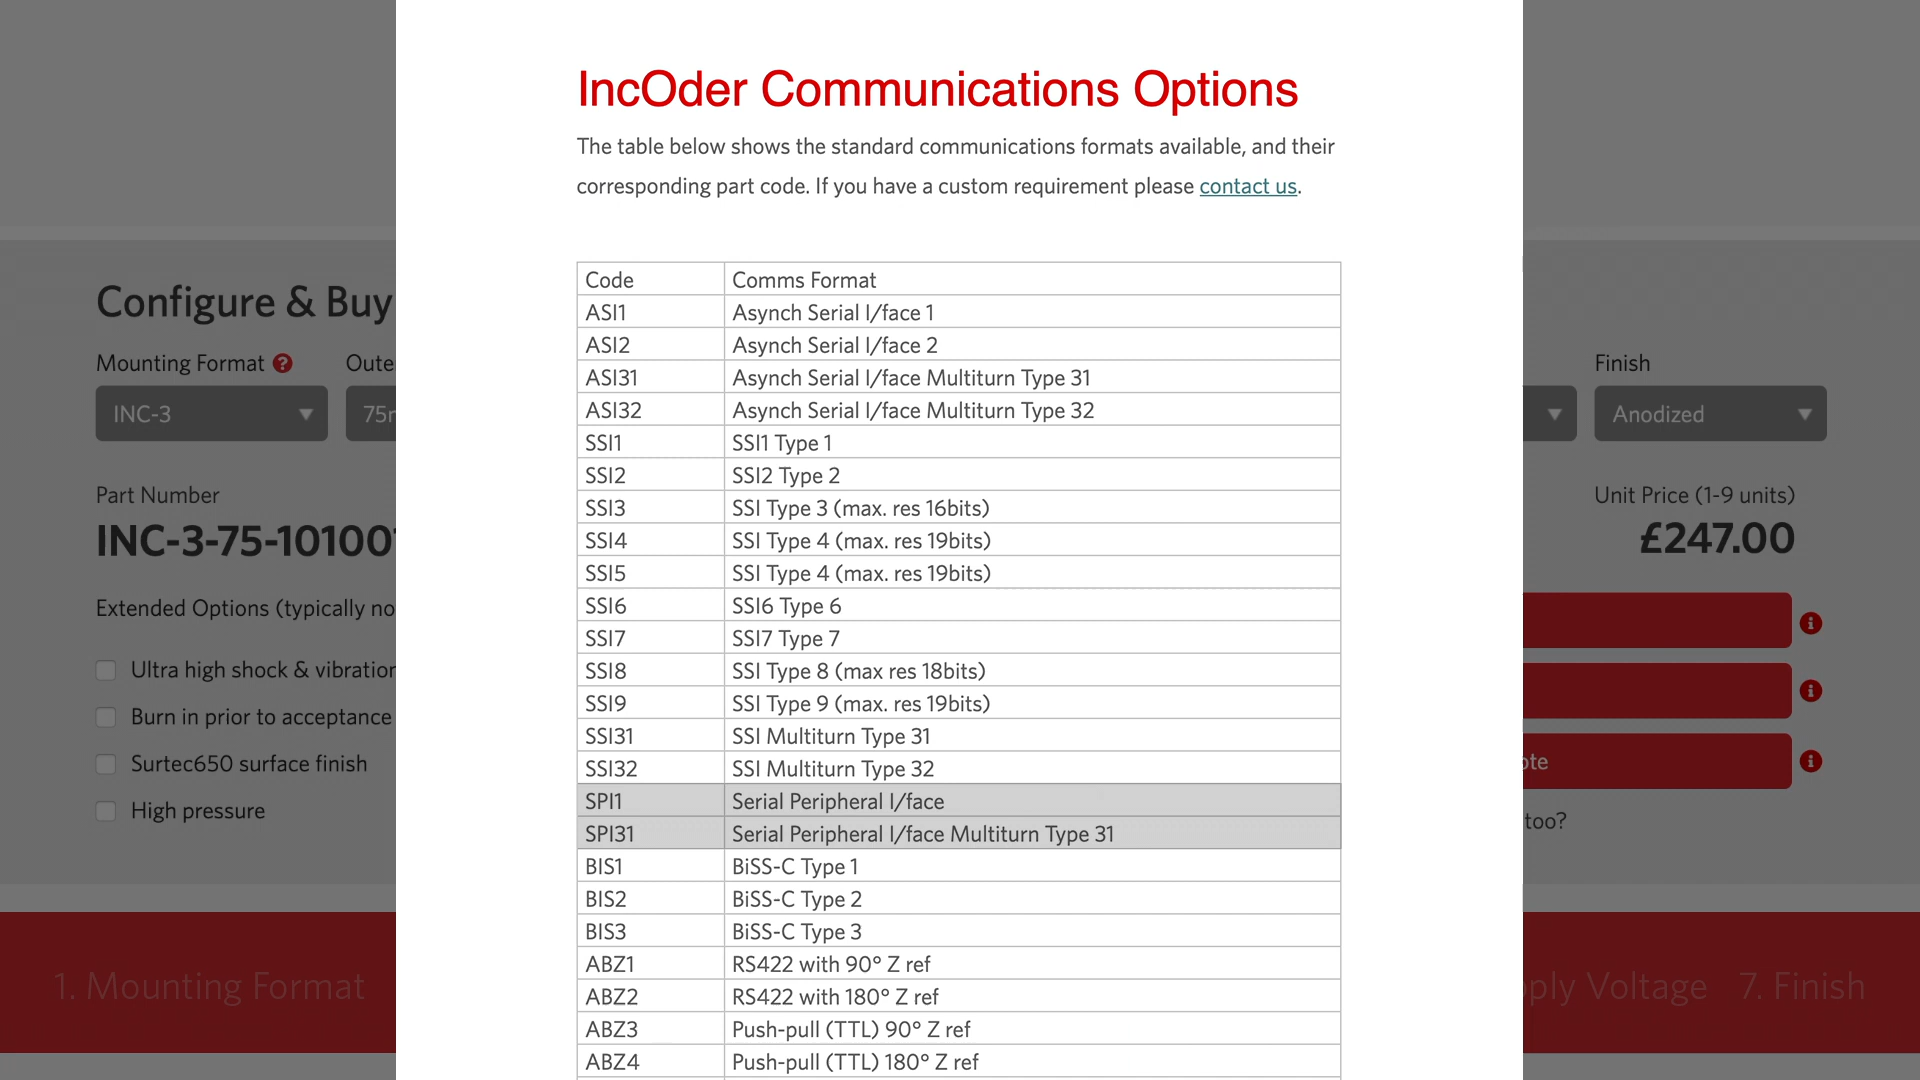 IncOder Communications Options
The table below shows the standard communications formats available, and their
corresponding part code. If you have a custom requirement please contact us.
Code Comms Format
ASI1 Asynch Serial I/face 1
ASI2 Asynch Serial I/face 2
ASI31 Asynch Serial I/face Multiturn Type 31
ASI32 Asynch Serial I/face Multiturn Type 32
SSI1 SSI1 Type 1
SSI2 SSI2 Type 2
SSI3 SSI Type 3 (max. res 16bits)
SSI4 SSI Type 4 (max. res 19bits)
SSI5 SSI Type 4 (max. res 19bits)
SSI6 SSI6 Type 6
SSI7 SSI7 Type 7
SSI8 SSI Type 8 (max res 18bits)
SSI9 SSI Type 9 (max. res 19bits)
SSI31 SSI Multiturn Type 31
SSI32 SSI Multiturn Type 32
SPI1 Serial Peripheral I/face
SPI31 Serial Peripheral I/face Multiturn Type 31
BIS1 BiSS-C Type 1
BIS2 BiSS-C Type 2
BIS3 BiSS-C Type 3
ABZ1 RS422 with 90° Z ref
ABZ2 RS422 with 180° Z ref
ABZ3 Push-pull (TTL) 90° Z ref
ABZ4 Push-pull (TTL) 180° Z ref
Configure & Buy
Mounting Format ?
INC-3
Part Number
INC-3-75-10100
Extended Options (typically
Ultra high shock & vibration
Burn in prior to acceptance
Surtec650 surface finish
High pressure
Finish
Anodized
Unit Price (1-9 units)
£247.00
too?
1. Mounting Format
Voltage 7. Finish